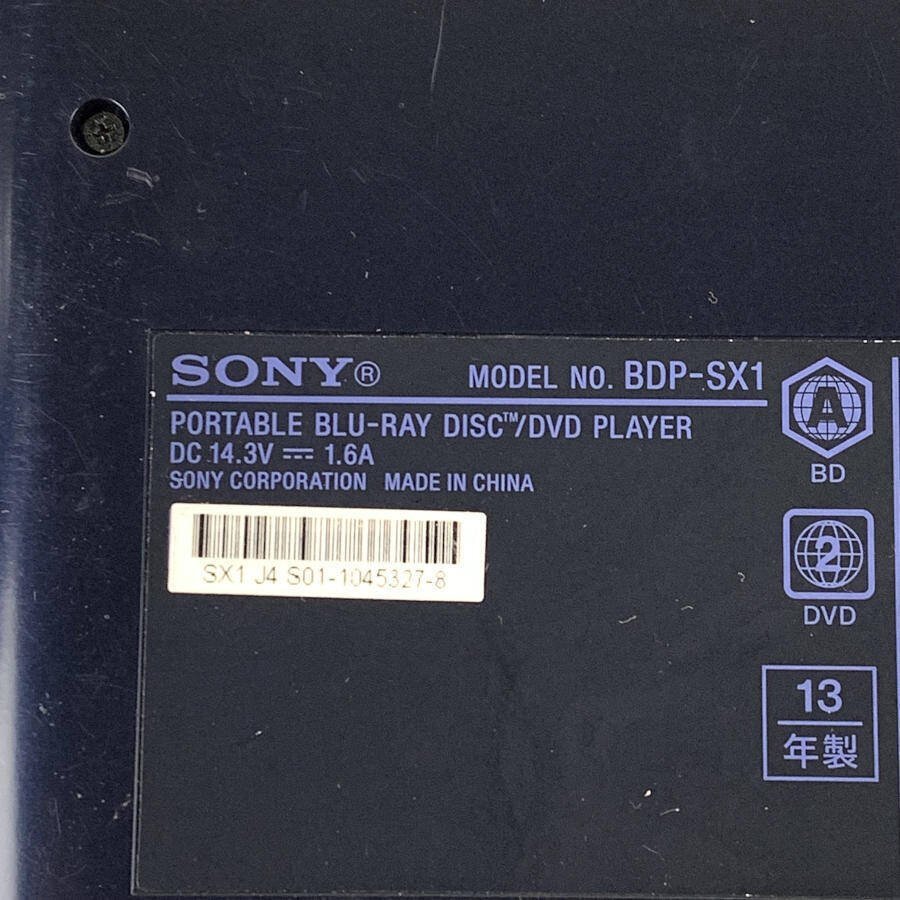 SONY®
MODEL NO. BDP-SX1
PORTABLE BLU-RAY DISC™/DVD PLAYER
DC 14.3V ⎓ 1.6A
SONY CORPORATION MADE IN CHINA
SX1 J4 S01-1045327-8
A
BD
2
DVD
13
年製